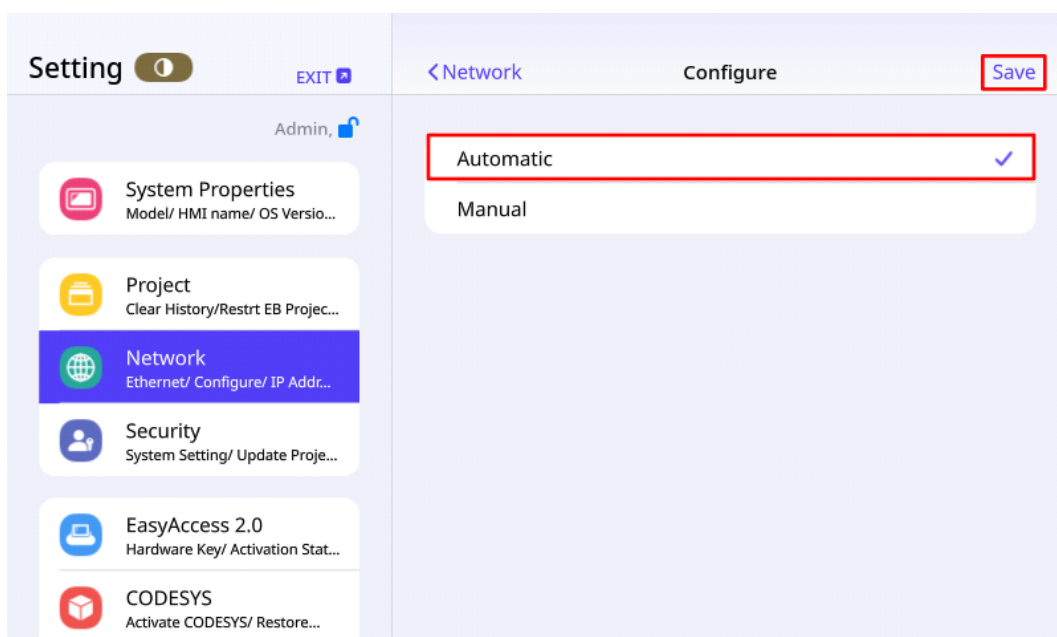 Setting
EXIT
Admin,
System Properties
Model/ HMI name/ OS Versio...
Project
Clear History/Restrt EB Projec...
Network
Ethernet/ Configure/ IP Addr...
Security
System Setting/ Update Proje...
EasyAccess 2.0
Hardware Key/ Activation Stat...
CODESYS
Activate CODESYS/ Restore...
Network
Configure
Save
Automatic
Manual